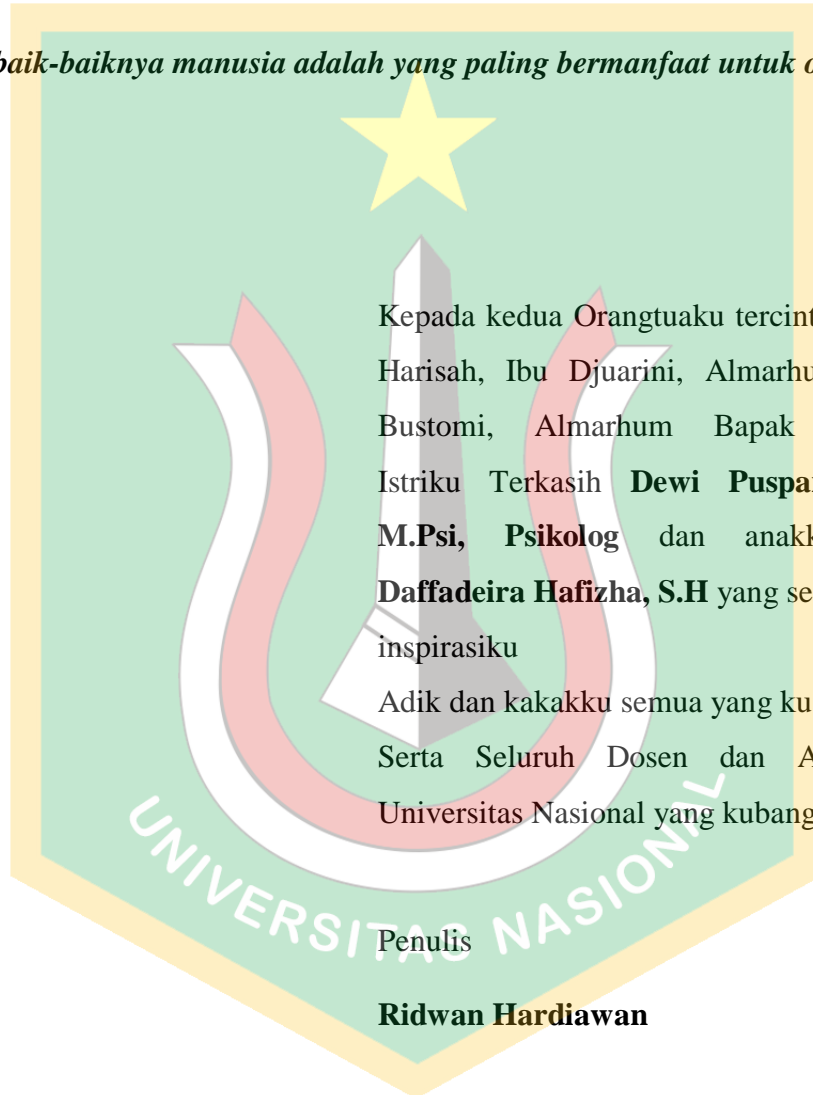 baik-baiknya manusia adalah yang paling bermanfaat untuk
Kepada kedua Orangtuaku tercint
Harisah, Ibu Djuarini, Almarhu
Bustomi, Almarhum Bapak
Istriku Terkasih Dewi Puspa
M.Psi, Psikolog dan anakk
Daffadeira Hafizha, S.H yang se
inspirasiku
Adik dan kakakku semua yang ku
Serta Seluruh Dosen dan A
Universitas Nasional yang kubang
Penulis
Ridwan Hardiawan
UNIVERSITAS NASIONAL